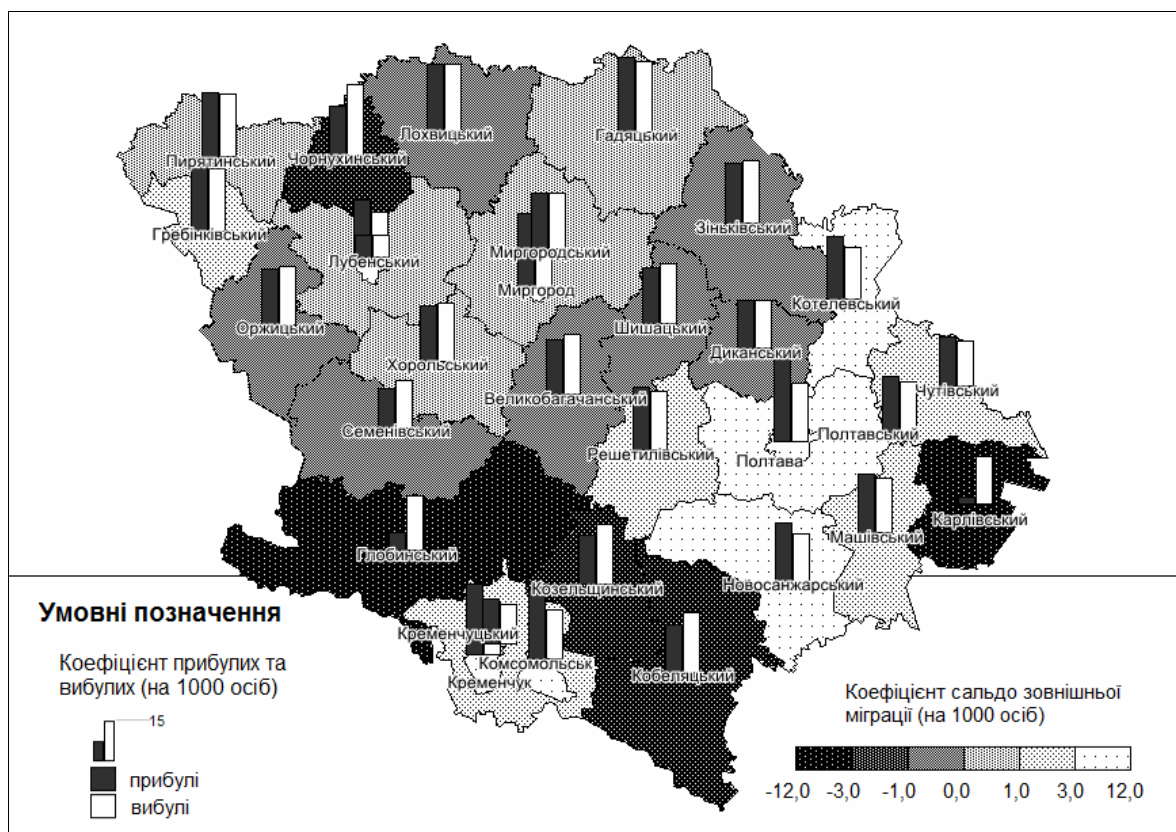 Лохвицький
Гадяцький
Пирятинський
Чорнухинський
Гребінківський
Зіньківський
Лубенський
Миргородський
Миргород
Котелевський
Оржицький
Шишацький
Диканський
Хорольський
Чутівський
Великобагачанський
Семенівський
Полтавський
Решетилівський
Полтава
Карлівський
Машівський
Глобинський
Козельщинський
Новосанжарський
Кременчуцький
Комсомольськ
Кременчук
Кобеляцький
Умовні позначення
Коефіцієнт прибулих та
вибулих (на 1000 осіб)
15
прибулі
вибулі
Коефіцієнт сальдо зовнішньої
міграції (на 1000 осіб)
-12,0 -3,0 -1,0 0,0 1,0 3,0 12,0